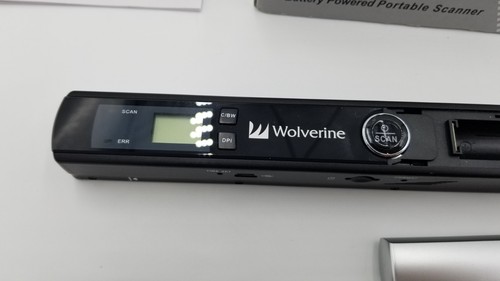 Battery Powered Portable Scanner
SCAN
C/BW
Wolverine
SCAN
ERR
DPI